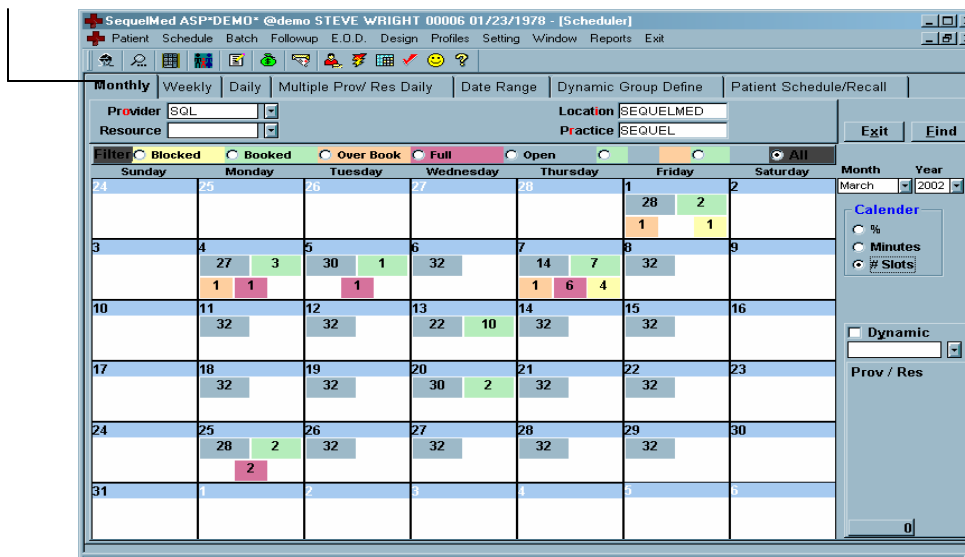 SequelMed ASP*DEMO* @demo STEVE WRIGHT 00006 01/23/1978 - [Scheduler]
Patient Schedule Batch Followup E.O.D. Design Profiles Setting Window Reports Exit
Monthly Weekly Daily Multiple Prov/ Res Daily Date Range Dynamic Group Define Patient Schedule/Recall
Provider SQL Location SEQUELMED
Resource Practice SEQUEL Exit Find
Filter Blocked Booked Over Book Full Open All
Sunday Monday Tuesday Wednesday Thursday Friday Saturday Month Year
March 2002
24 25 26 27 28 1 2
28 2
1 1
Calender
%
Minutes
# Slots
3 4 5 6 7 8 9
27 3 30 1 32 14 7 32
1 1 1 1 6 4
10 11 12 13 14 15 16
32 32 22 10 32 32
Dynamic
17 18 19 20 21 22 23
32 32 30 2 32 32
Prov / Res
24 25 26 27 28 29 30
28 2 32 32 32 32
2
31 1 2 3 4 5 6
0